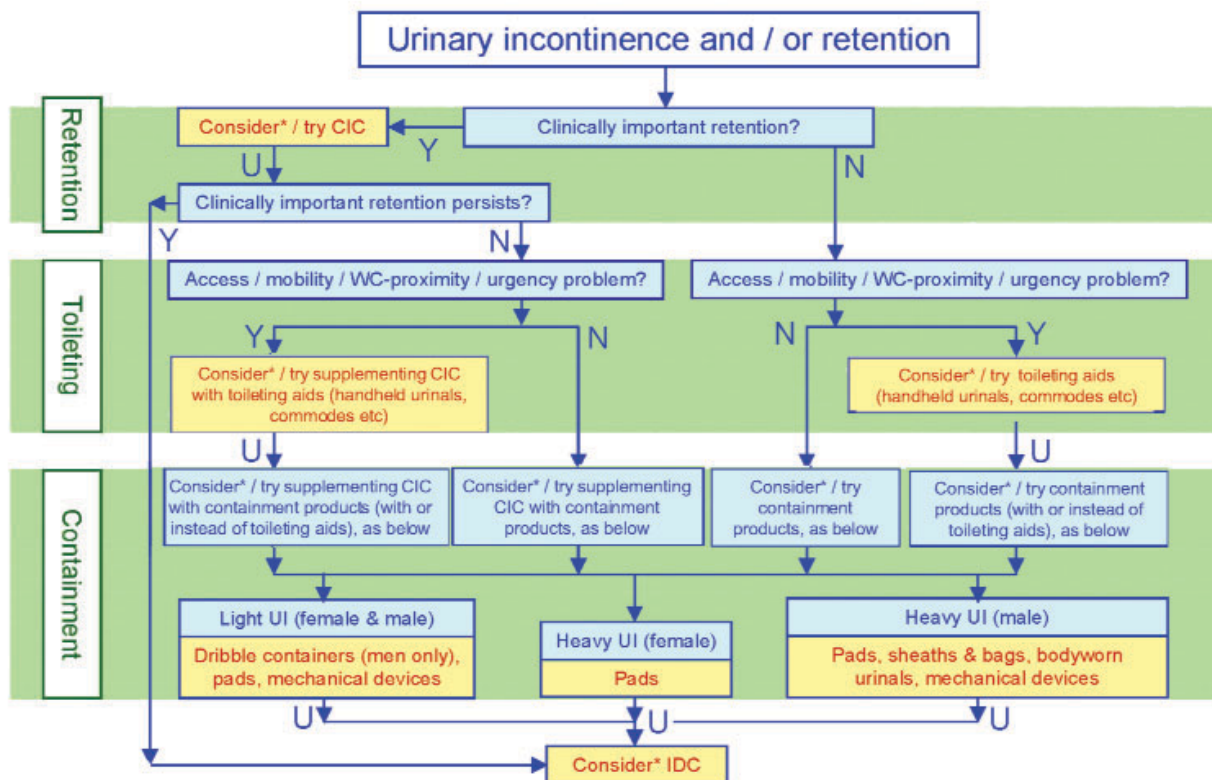 Urinary incontinence and / or retention
Retention
Consider* / try CIC
Y
Clinically important retention?
U
N
Clinically important retention persists?
Y
N
Toileting
Access / mobility / WC-proximity / urgency problem?
Access / mobility / WC-proximity / urgency problem?
Y
N
N
Y
Consider* / try supplementing CIC
with toileting aids (handheld urinals,
commodes etc)
Consider* / try toileting aids
(handheld urinals, commodes etc)
U
U
Containment
Consider* / try supplementing CIC
with containment products (with or
instead of toileting aids), as below
Consider* / try supplementing
CIC with containment
products, as below
Consider* / try
containment
products, as below
Consider* / try containment
products (with or instead of
toileting aids), as below
Light UI (female & male)
Dribble containers (men only),
pads, mechanical devices
Heavy UI (female)
Pads
Heavy UI (male)
Pads, sheaths & bags, bodyworn
urinals, mechanical devices
U
U
U
Consider* IDC